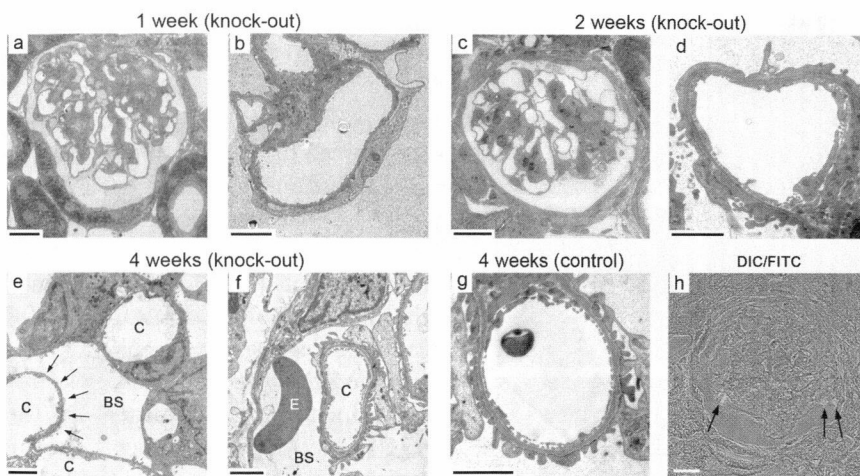 1 week (knock-out)
2 weeks (knock-out)
a
b
c
d
4 weeks (knock-out)
4 weeks (control)
DIC/FITC
e
C
C
BS
C
f
E
C
BS
g
h